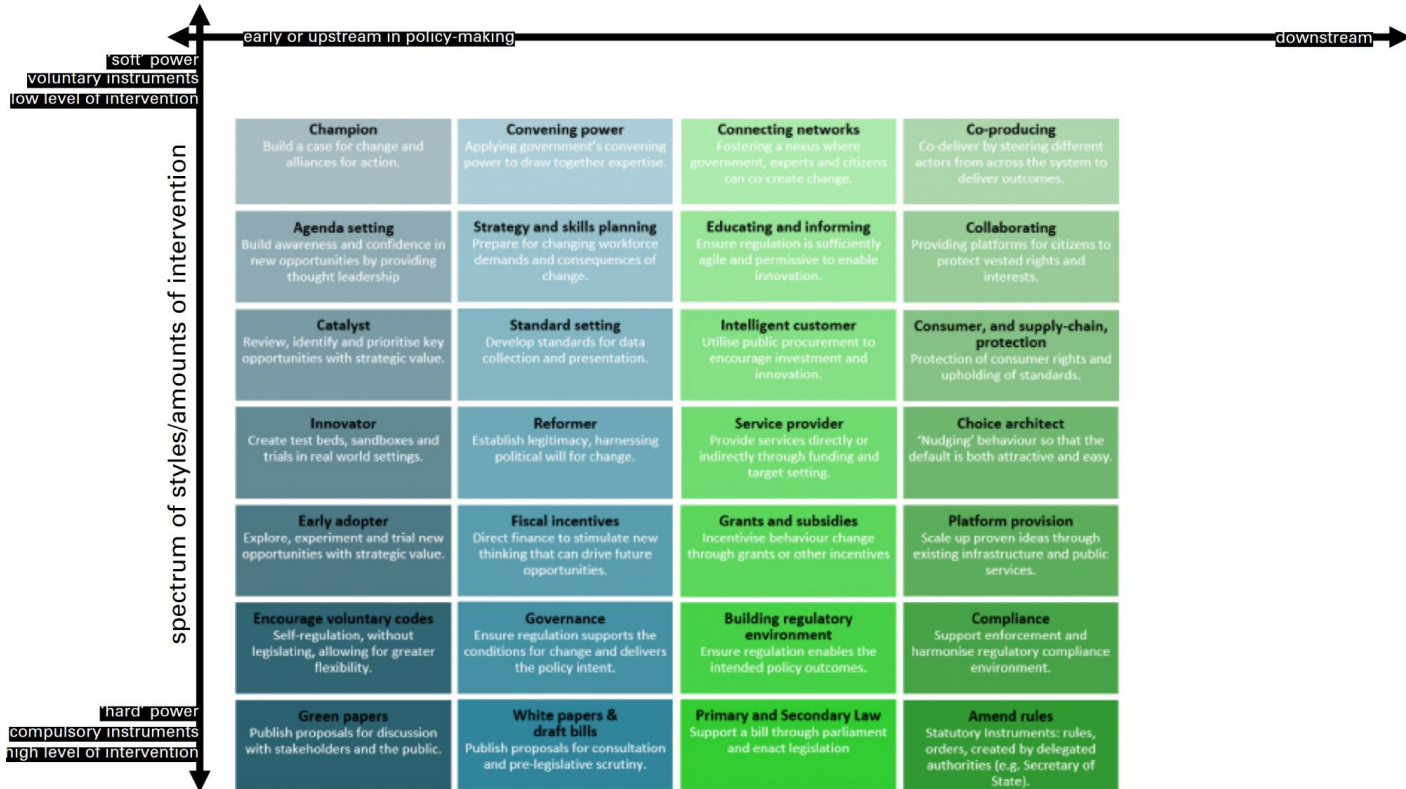 early or upstream in policy-making
downstream
'soft' power
voluntary instruments
low level of intervention
spectrum of styles/amounts of intervention
'hard' power
compulsory instruments
high level of intervention
Champion
Build a case for change and
alliances for action.
Convening power
Applying government's convening
power to draw together expertise.
Connecting networks
Fostering a nexus where
government, experts and citizens
can co-create change.
Co-producing
Co-deliver by steering different
actors from across the system to
deliver outcomes.
Agenda setting
Build awareness and confidence in
new opportunities by providing
thought leadership
Strategy and skills planning
Prepare for changing workforce
demands and consequences of
change.
Educating and informing
Ensure regulation is sufficiently
agile and permissive to enable
innovation.
Collaborating
Providing platforms for citizens to
protect vested rights and
interests.
Catalyst
Review, identify and prioritise key
opportunities with strategic value.
Standard setting
Develop standards for data
collection and presentation.
Intelligent customer
Utilise public procurement to
encourage investment and
innovation.
Consumer, and supply-chain,
protection
Protection of consumer rights and
upholding of standards.
Innovator
Create test beds, sandboxes and
trials in real world settings.
Reformer
Establish legitimacy, harnessing
political will for change.
Service provider
Provide services directly or
indirectly through funding and
target setting.
Choice architect
'Nudging' behaviour so that the
default is both attractive and easy.
Early adopter
Explore, experiment and trial new
opportunities with strategic value.
Fiscal incentives
Direct finance to stimulate new
thinking that can drive future
opportunities.
Grants and subsidies
Incentivise behaviour change
through grants or other incentives
Platform provision
Scale up proven ideas through
existing infrastructure and public
services.
Encourage voluntary codes
Self-regulation, without
legislating, allowing for greater
flexibility.
Governance
Ensure regulation supports the
conditions for change and delivers
the policy intent.
Building regulatory
environment
Ensure regulation enables the
intended policy outcomes.
Compliance
Support enforcement and
harmonise regulatory compliance
environment.
Green papers
Publish proposals for discussion
with stakeholders and the public.
White papers &
draft bills
Publish proposals for consultation
and pre-legislative scrutiny.
Primary and Secondary Law
Support a bill through parliament
and enact legislation
Amend rules
Statutory Instruments: rules,
orders, created by delegated
authorities (e.g. Secretary of
State).